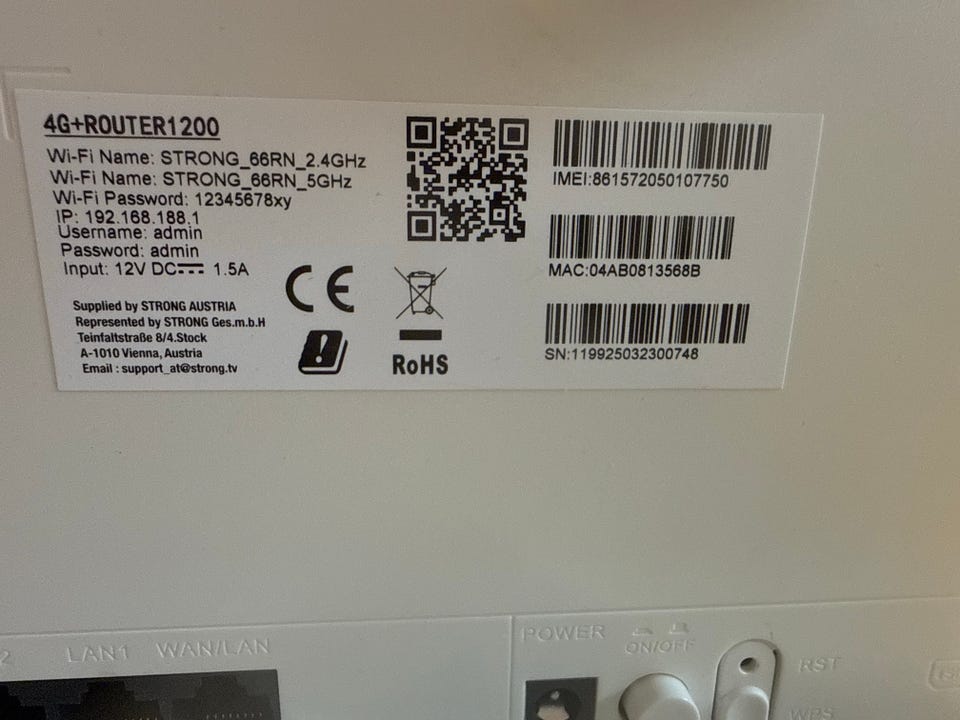 4G+ROUTER1200
Wi-Fi Name: STRONG_66RN_2.4GHz
Wi-Fi Name: STRONG_66RN_5GHz
Wi-Fi Password: 12345678xy
IP: 192.168.188.1
Username: admin
Password: admin
Input: 12V DC⎓ 1.5A
Supplied by STRONG AUSTRIA
Represented by STRONG Ges.m.b.H
Teinfaltstraße 8/4.Stock
A-1010 Vienna, Austria
Email : support_at@strong.tv
CE
RoHS
IMEI:861572050107750
MAC:04AB0813568B
SN:119925032300748
2 LAN1 WAN/LAN
POWER
ON/OFF
RST
WPS